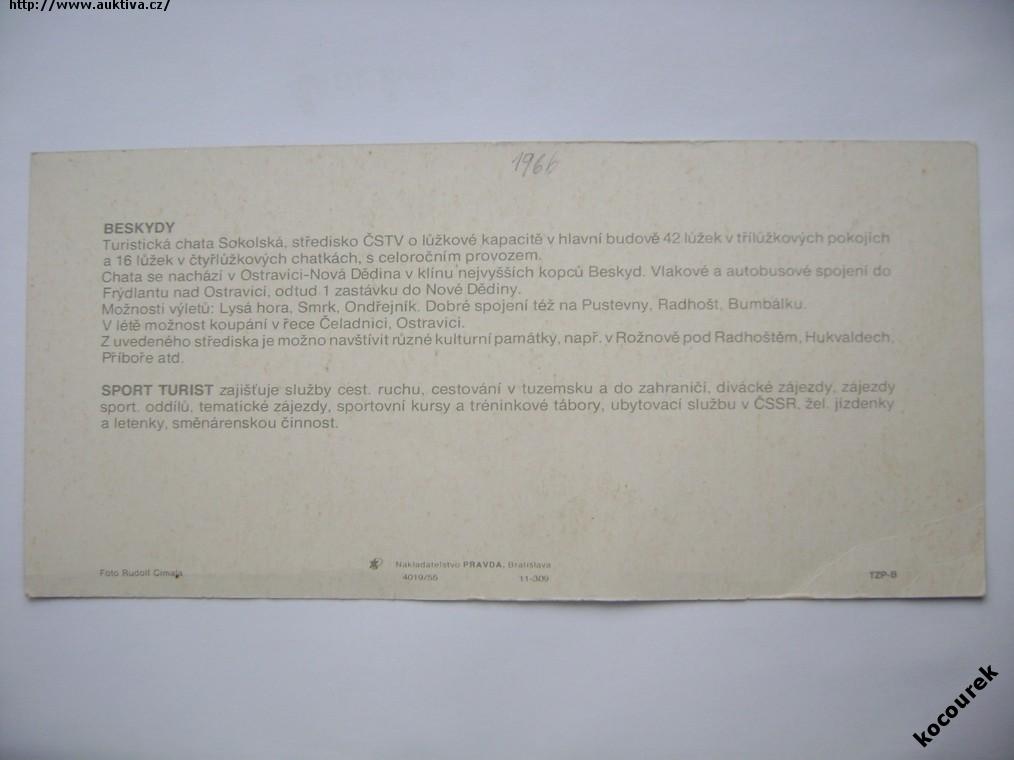 http://www.auktiva.cz/
1966
BESKYDY
Turistická chata Sokolská, středisko ČSTV o lůžkové kapacitě v hlavní budově 42 lůžek v třílůžkových pokojích
a 16 lůžek v čtyřlůžkových chatkách, s celoročním provozem.
Chata se nachází v Ostravici-Nová Dědina v klínu nejvyšších kopců Beskyd. Vlakové a autobusové spojení do
Frýdlantu nad Ostravicí, odtud 1 zastávku do Nové Dědiny.
Možnosti výletů: Lysá hora, Smrk, Ondřejník. Dobré spojení též na Pustevny, Radhošť, Bumbálku.
V létě možnost koupání v řece Čeladnici, Ostravici.
Z uvedeného střediska je možno navštívit různé kulturní památky, např. v Rožnově pod Radhoštěm, Hukvaldech,
Příboře atd.
SPORT TURIST zajišťuje služby cest. ruchu, cestování v tuzemsku a do zahraničí, divácké zájezdy, zájezdy
sport. oddílů, tematické zájezdy, sportovní kursy a tréninkové tábory, ubytovací službu v ČSSR, žel. jízdenky
a letenky, směnárenskou činnost.
Foto Rudolf Cimala
Nakladatelstvo PRAVDA, Bratislava
4019/55 11-309
TZP-B
kocourek